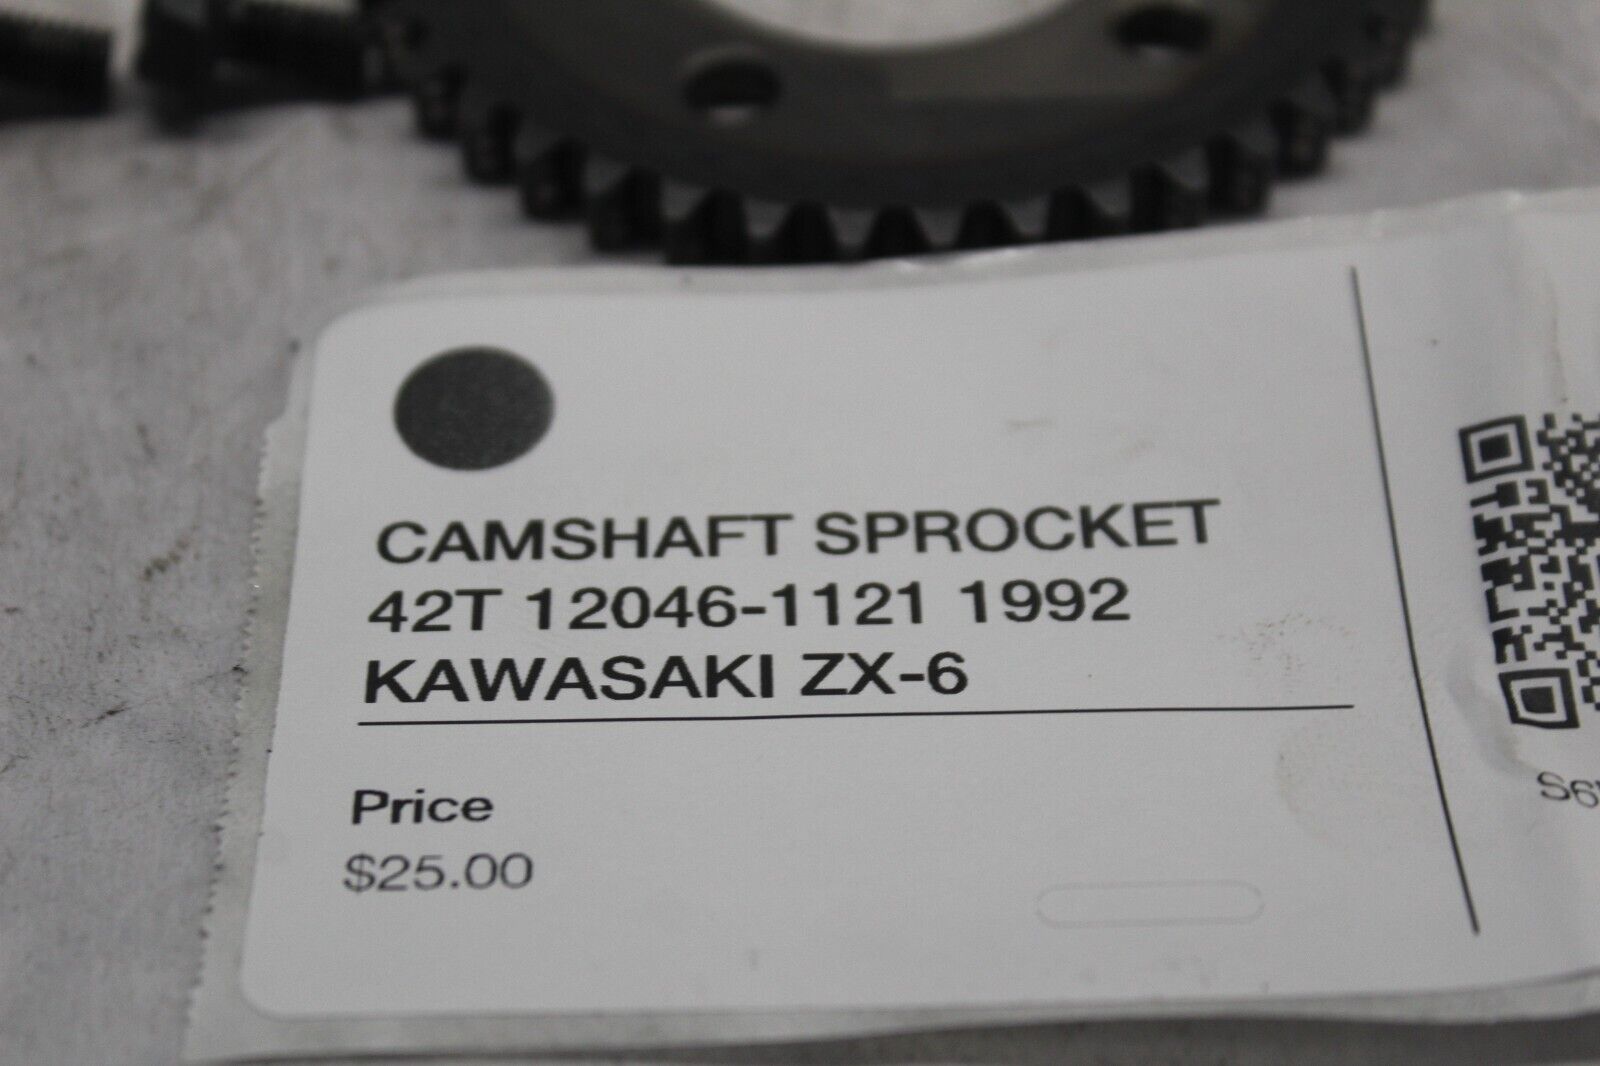 CAMSHAFT SPROCKET
42T 12046-1121 1992
KAWASAKI ZX-6
Price
$25.00